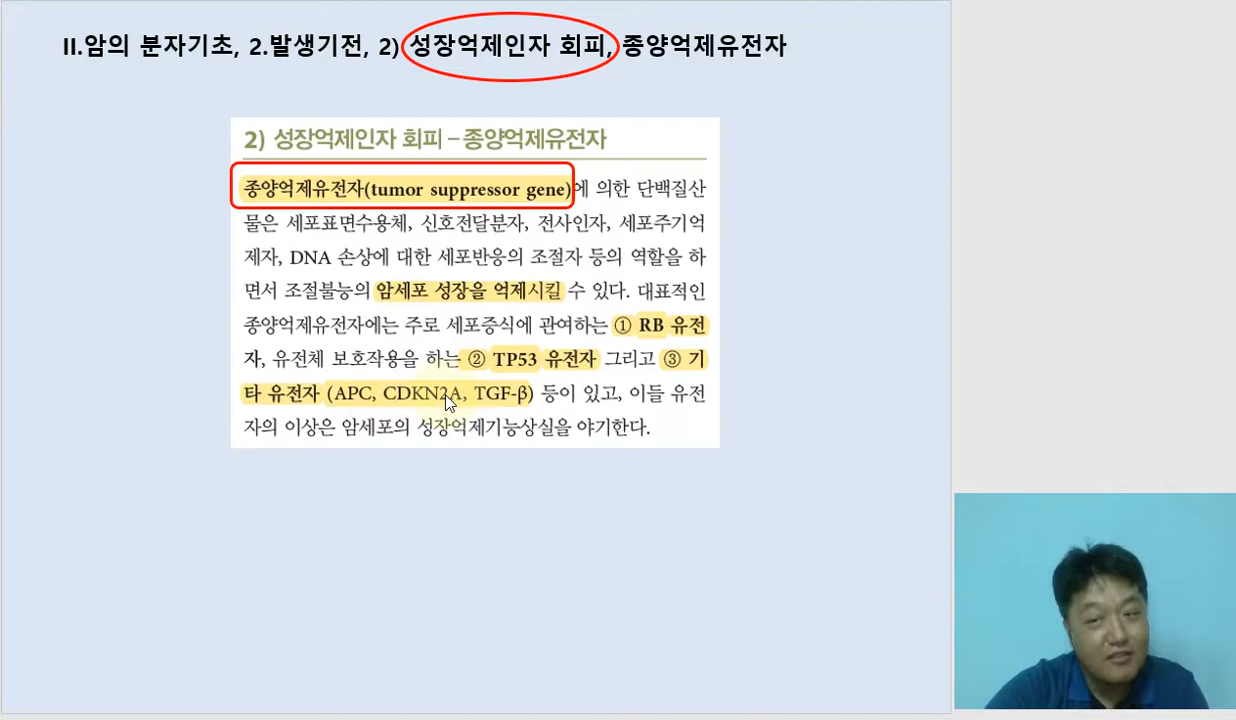 II.암의 분자기초, 2.발생기전, 2) 성장억제인자 회피, 종양억제유전자
2) 성장억제인자 회피 – 종양억제유전자
종양억제유전자(tumor suppressor gene)에 의한 단백질산
물은 세포표면수용체, 신호전달분자, 전사인자, 세포주기억
제자, DNA 손상에 대한 세포반응의 조절자 등의 역할을 하
면서 조절불능의 암세포 성장을 억제시킬 수 있다. 대표적인
종양억제유전자에는 주로 세포증식에 관여하는 ① RB 유전
자, 유전체 보호작용을 하는 ② TP53 유전자 그리고 ③ 기
타 유전자 (APC, CDKN2A, TGF-β) 등이 있고, 이들 유전
자의 이상은 암세포의 성장억제기능상실을 야기한다.